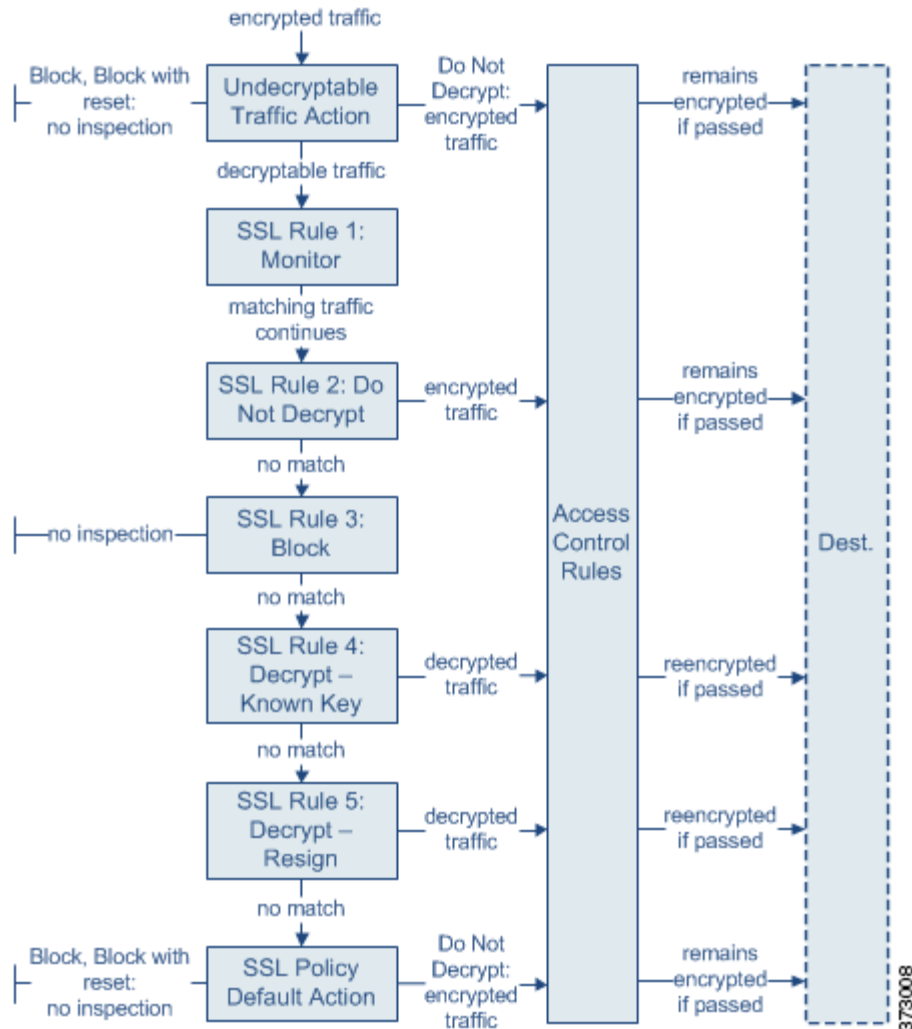 encrypted traffic
Block, Block with
reset:
no inspection
Undecryptable
Traffic Action
Do Not
Decrypt:
encrypted
traffic
remains
encrypted
if passed
decryptable traffic
SSL Rule 1:
Monitor
matching traffic
continues
SSL Rule 2: Do
Not Decrypt
encrypted
traffic
remains
encrypted
if passed
no match
no inspection
SSL Rule 3:
Block
Access
Control
Rules
Dest.
no match
SSL Rule 4:
Decrypt –
Known Key
decrypted
traffic
reencrypted
if passed
no match
SSL Rule 5:
Decrypt –
Resign
decrypted
traffic
reencrypted
if passed
no match
Block, Block with
reset:
no inspection
SSL Policy
Default Action
Do Not
Decrypt:
encrypted
traffic
remains
encrypted
if passed
373008